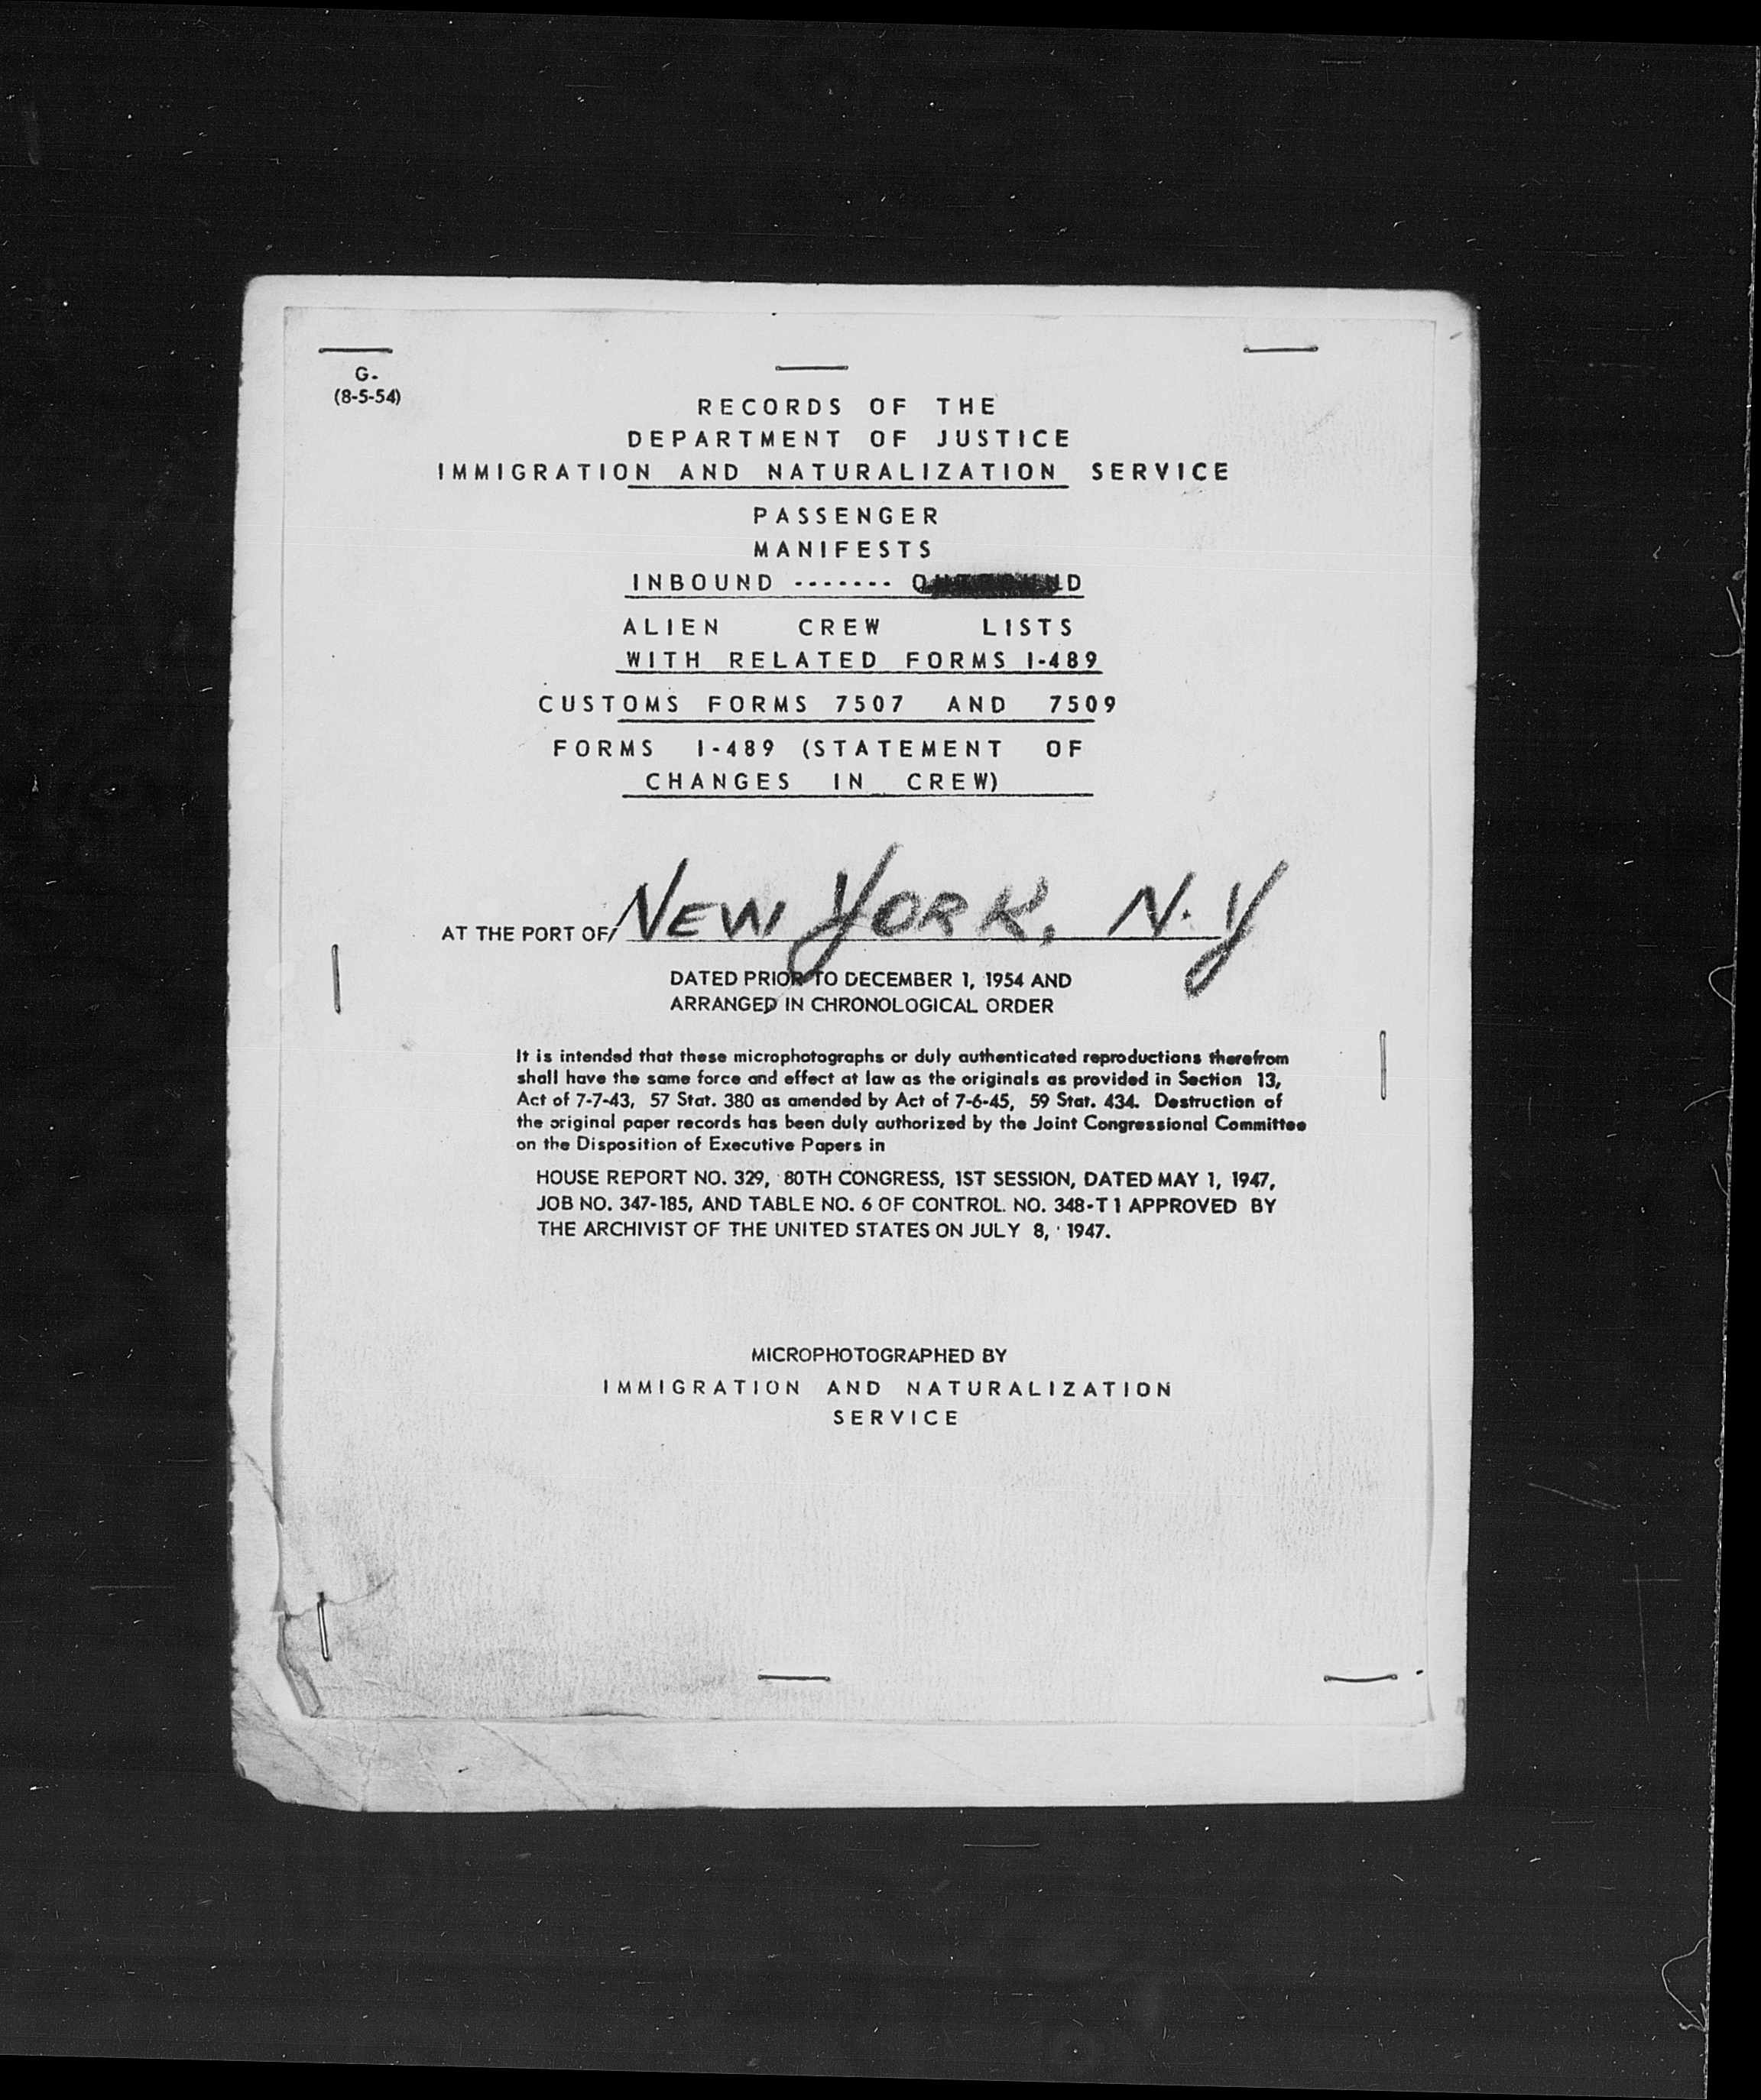 G-
(8-5-54)
RECORDS OF THE
DEPARTMENT OF JUSTICE
IMMIGRATION AND NATURALIZATION SERVICE
PASSENGER
MANIFESTS
INBOUND -------
ALIEN CREW LISTS
WITH RELATED FORMS I-489
CUSTOMS FORMS 7507 AND 7509
FORMS I-489 (STATEMENT OF
CHANGES IN CREW)
AT THE PORT OF NEW YORK, N.Y
DATED PRIOR TO DECEMBER 1, 1954 AND
ARRANGED IN CHRONOLOGICAL ORDER
It is intended that these microphotographs or duly authenticated reproductions therefrom
shall have the same force and effect at law as the originals as provided in Section 13,
Act of 7-7-43, 57 Stat. 380 as amended by Act of 7-6-45, 59 Stat. 434. Destruction of
the original paper records has been duly authorized by the Joint Congressional Committee
on the Disposition of Executive Papers in
HOUSE REPORT NO. 329, 80TH CONGRESS, 1ST SESSION, DATED MAY 1, 1947,
JOB NO. 347-185, AND TABLE NO. 6 OF CONTROL NO. 348-T1 APPROVED BY
THE ARCHIVIST OF THE UNITED STATES ON JULY 8, 1947.
MICROPHOTOGRAPHED BY
IMMIGRATION AND NATURALIZATION
SERVICE